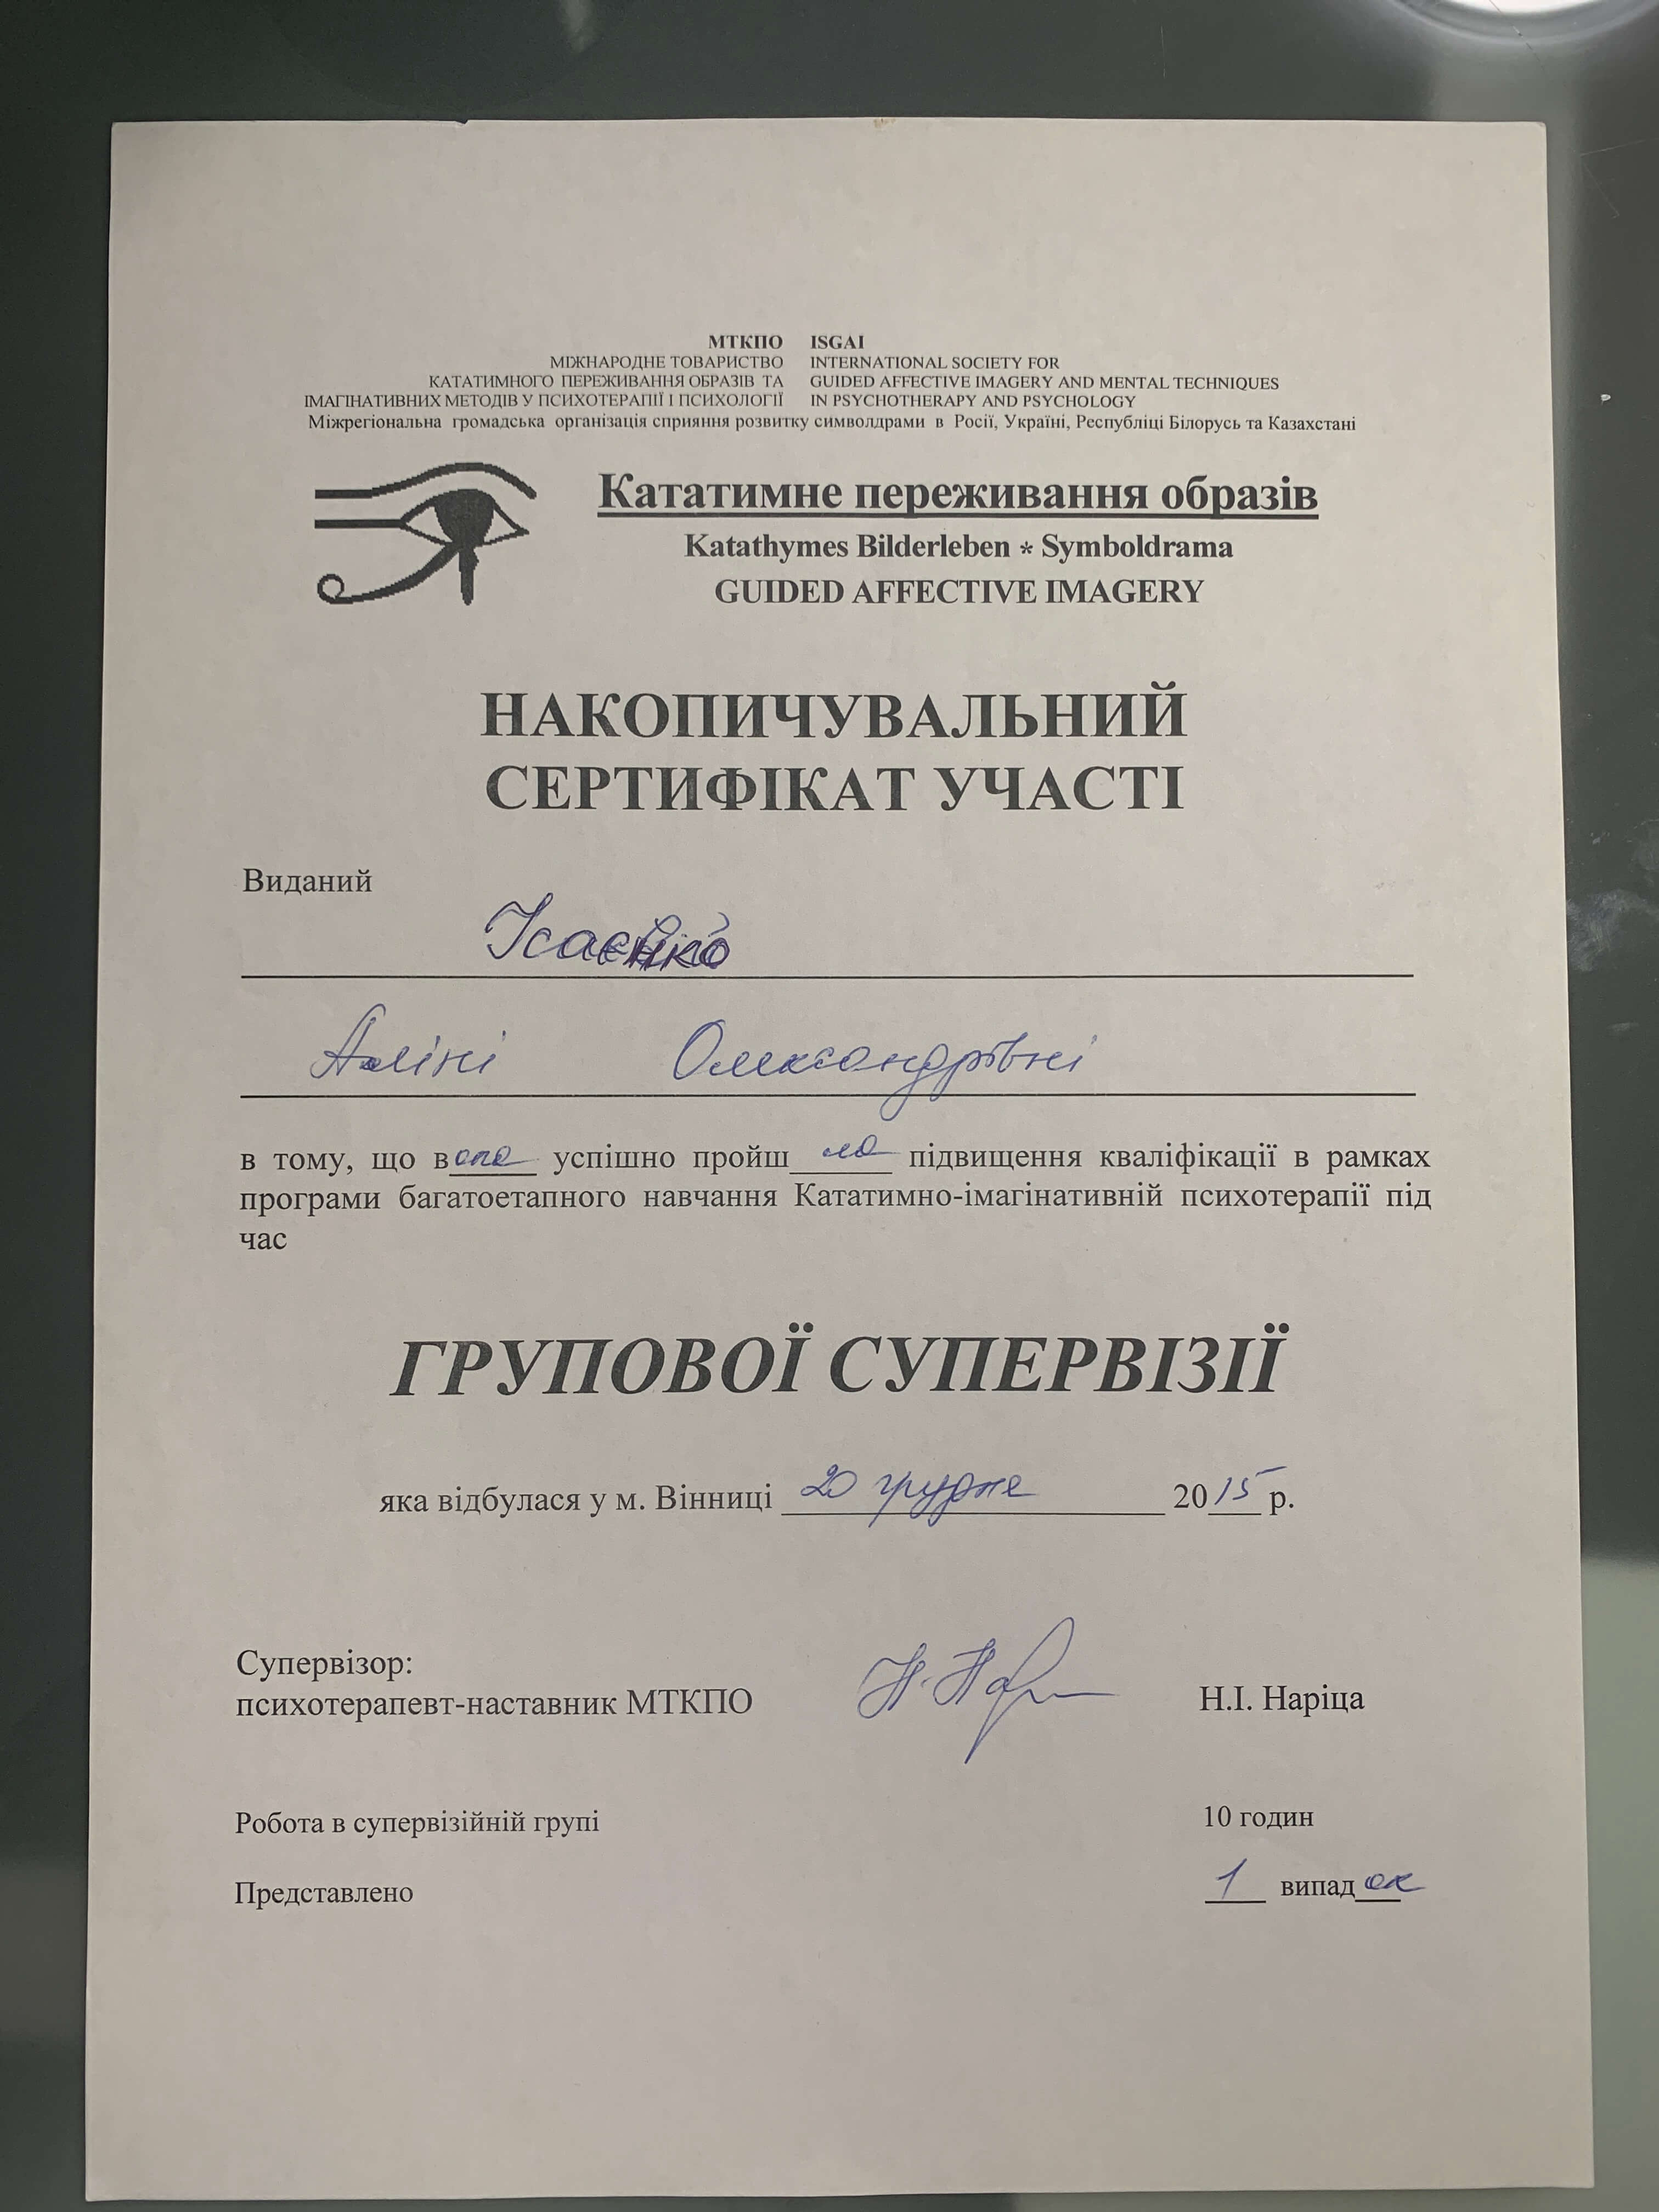 МТКПО ISGAI
МІЖНАРОДНЕ ТОВАРИСТВО INTERNATIONAL SOCIETY FOR
КАТАТИМНОГО ПЕРЕЖИВАННЯ ОБРАЗІВ ТА GUIDED AFFECTIVE IMAGERY AND MENTAL TECHNIQUES
ІМАГІНАТИВНИХ МЕТОДІВ У ПСИХОТЕРАПІЇ І ПСИХОЛОГІЇ IN PSYCHOTHERAPY AND PSYCHOLOGY
Міжрегіональна громадська організація сприяння розвитку символдрами в Росії, Україні, Республіці Білорусь та Казахстані
Кататимне переживання образів
Katathymes Bilderleben * Symboldrama
GUIDED AFFECTIVE IMAGERY
НАКОПИЧУВАЛЬНИЙ
СЕРТИФІКАТ УЧАСТІ
Виданий
Ісаєнко
Аліні Олександрівні
в тому, що вона успішно пройшла підвищення кваліфікації в рамках
програми багатоетапного навчання Кататимно-імагінативній психотерапії під
час
ГРУПОВОЇ СУПЕРВІЗІЇ
яка відбулася у м. Вінниці 20 грудня 2015 р.
Супервізор:
психотерапевт-наставник МТКПО Н.І. Наріца
Робота в супервізійній групі 10 годин
Представлено 1 випадок